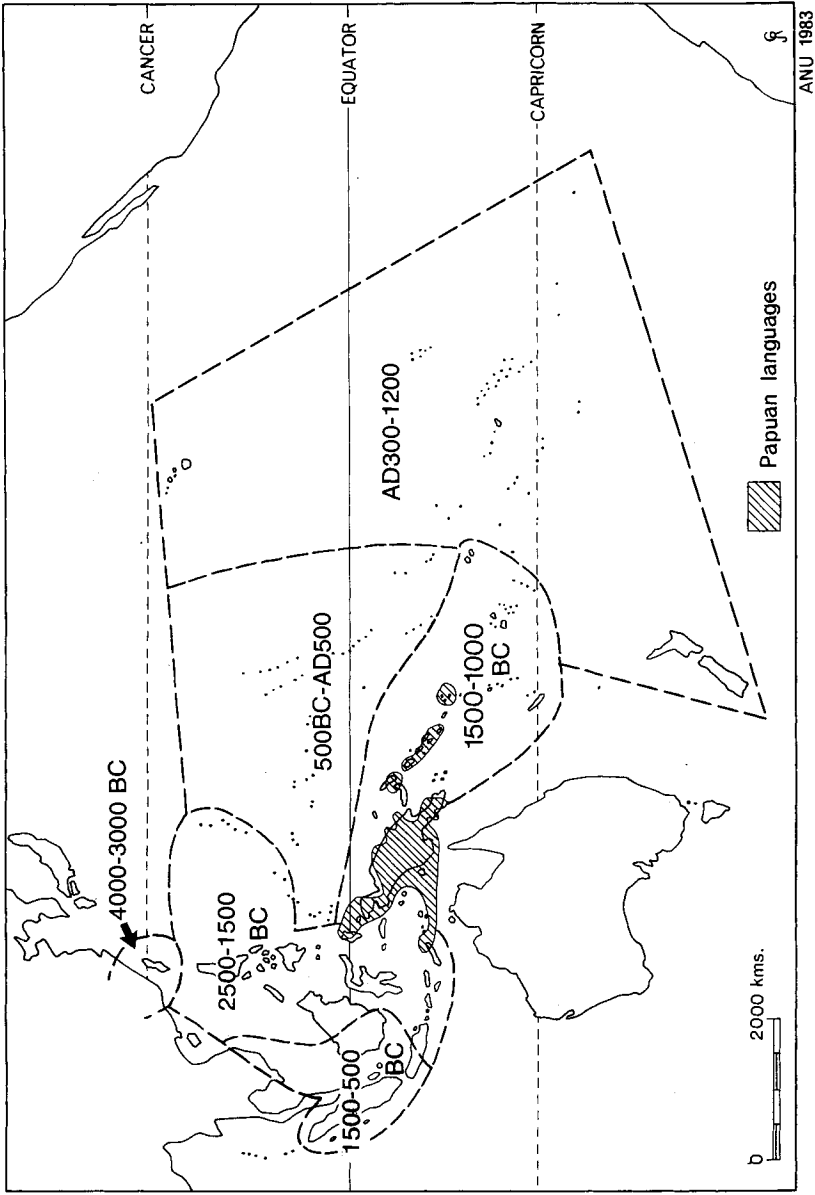 CANCER
EQUATOR
CAPRICORN
4000-3000 BC
2500-1500
BC
1500-500
BC
500BC-AD500
1500-1000
BC
AD300-1200
Papuan languages
0 2000 kms.
ANU 1983